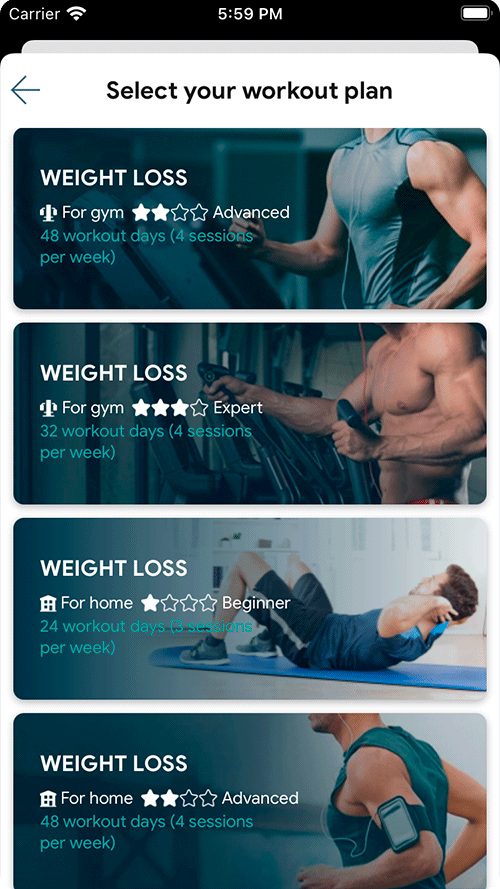 Carrier 5:59 PM
Select your workout plan
WEIGHT LOSS
For gym Advanced
48 workout days (4 sessions
per week)
WEIGHT LOSS
For gym Expert
32 workout days (4 sessions
per week)
WEIGHT LOSS
For home Beginner
24 workout days (3 sessions
per week)
WEIGHT LOSS
For home Advanced
48 workout days (4 sessions
per week)